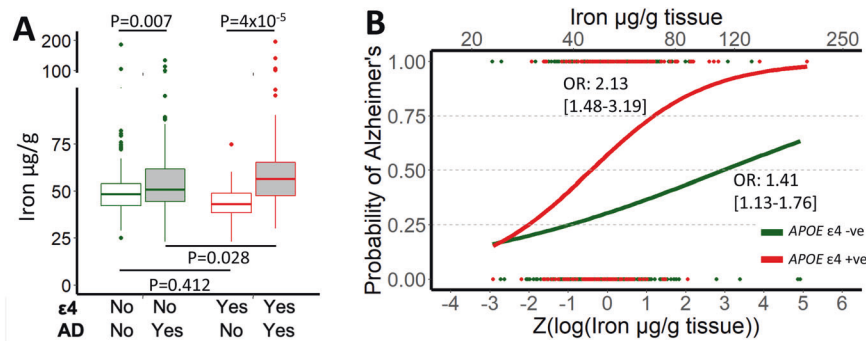 A
P=0.007
P=4x10-5
200
100
75
50
25
0
Iron µg/g
P=0.028
P=0.412
ε4 No No Yes Yes
AD No Yes No Yes
B
Iron µg/g tissue
20 40 80 120 250
1.00
0.75
0.50
0.25
0.00
Probability of Alzheimer's
OR: 2.13
[1.48-3.19]
OR: 1.41
[1.13-1.76]
APOE ε4 -ve
APOE ε4 +ve
-4 -3 -2 -1 0 1 2 3 4 5 6
Z(log(Iron µg/g tissue))